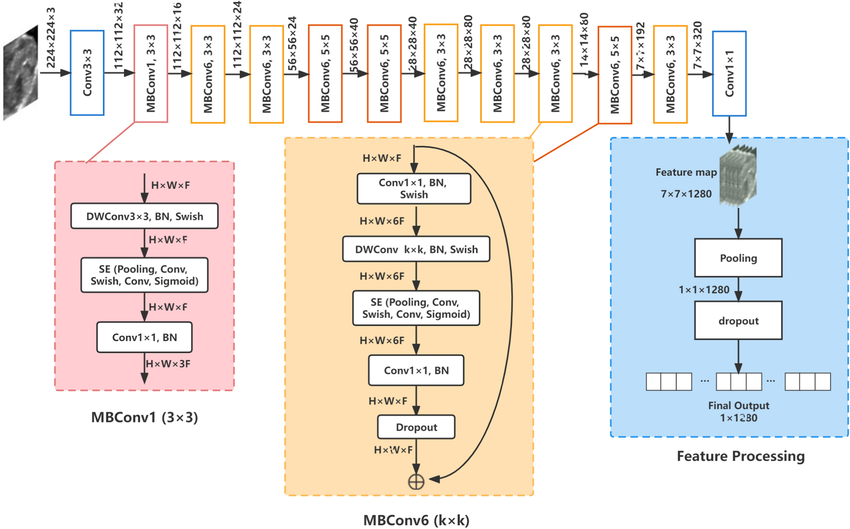 224×224×3
Conv3×3
112×112×32
MBConv1, 3×3
112×112×16
MBConv6, 3×3
112×112×24
MBConv6, 3×3
56×56×24
MBConv6, 5×5
56×56×40
MBConv6, 5×5
28×28×40
MBConv6, 3×3
28×28×80
MBConv6, 3×3
28×28×80
MBConv6, 3×3
14×14×60
MBConv6, 5×5
7×7×192
MBConv6, 3×3
7×7×320
Conv1×1
H×W×F
DWConv3×3, BN, Swish
H×W×F
SE (Pooling, Conv,
Swish, Conv, Sigmoid)
H×W×F
Conv1×1, BN
H×W×3F
MBConv1 (3×3)
H×W×F
Conv1×1, BN,
Swish
H×W×6F
DWConv k×k, BN, Swish
H×W×6F
SE (Pooling, Conv,
Swish, Conv, Sigmoid)
H×W×6F
Conv1×1, BN
H×W×F
Dropout
H×W×F
MBConv6 (k×k)
Feature map
7×7×1280
Pooling
1×1×1280
dropout
... ...
Final Output
1×1280
Feature Processing